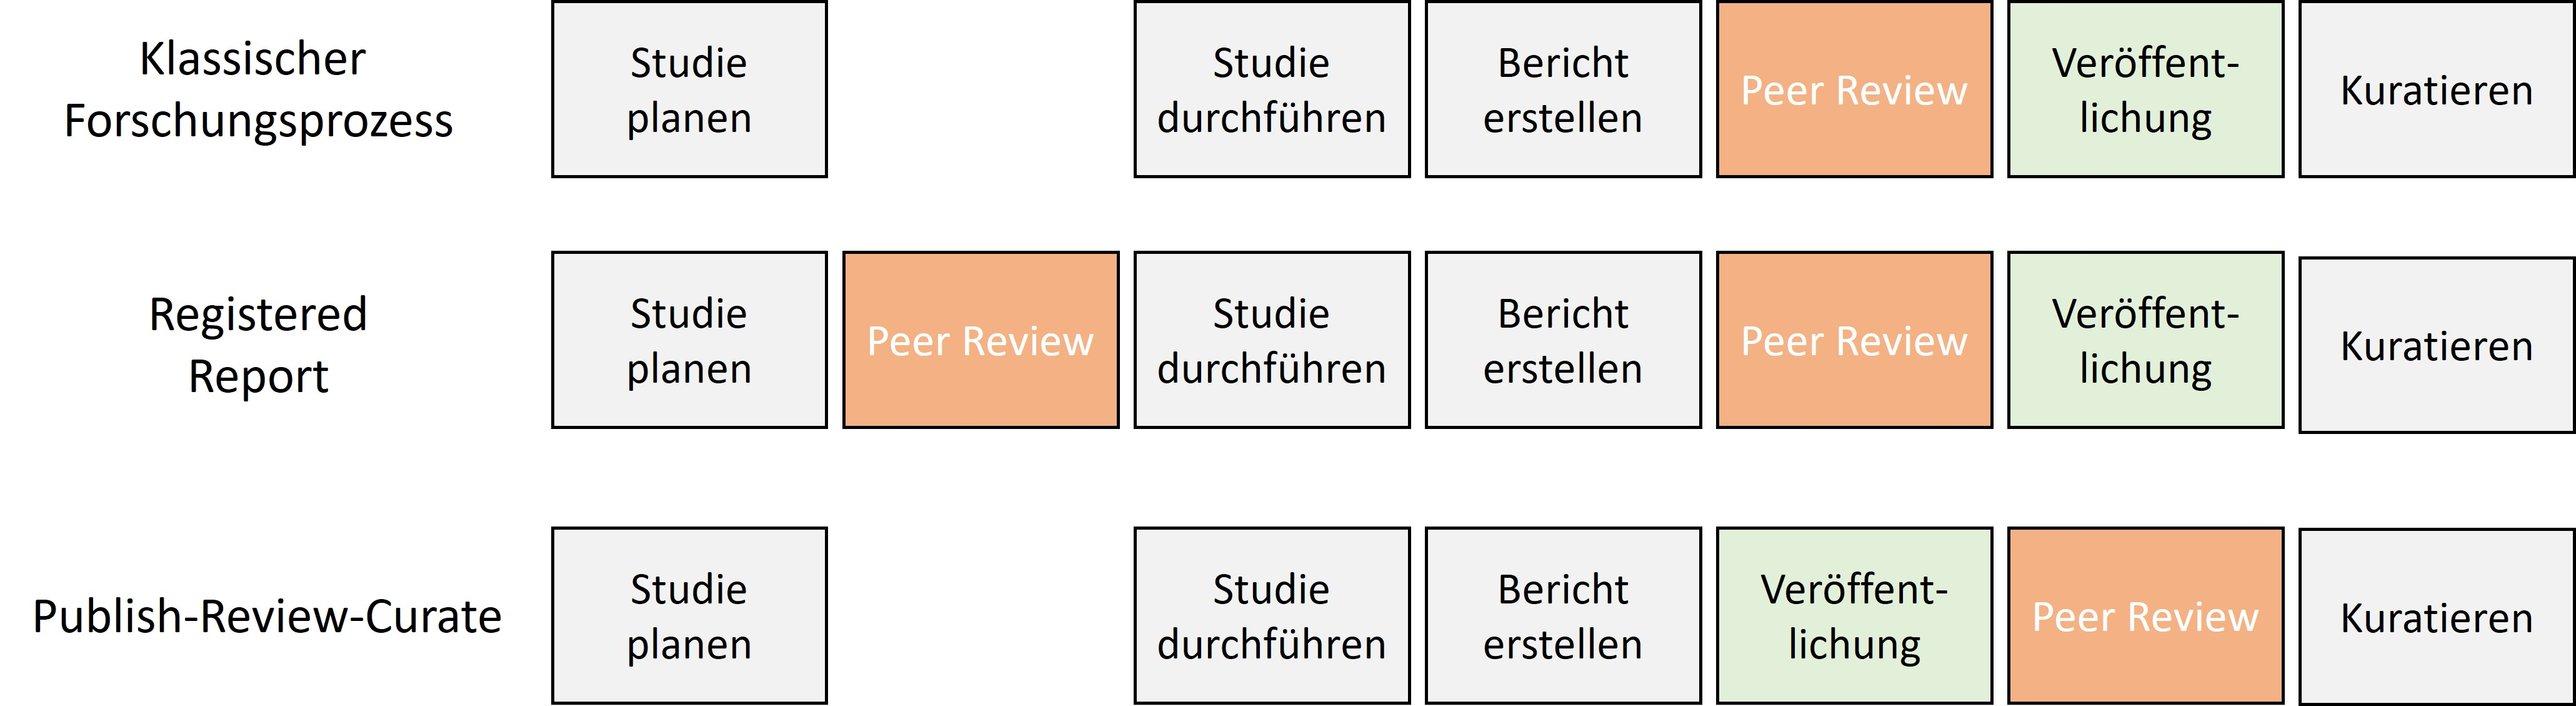 Klassischer
Forschungsprozess
Studie
planen
Studie
durchführen
Bericht
erstellen
Peer Review
Veröffent-
lichung
Kuratieren
Registered
Report
Studie
planen
Peer Review
Studie
durchführen
Bericht
erstellen
Peer Review
Veröffent-
lichung
Kuratieren
Publish-Review-Curate
Studie
planen
Studie
durchführen
Bericht
erstellen
Veröffent-
lichung
Peer Review
Kuratieren